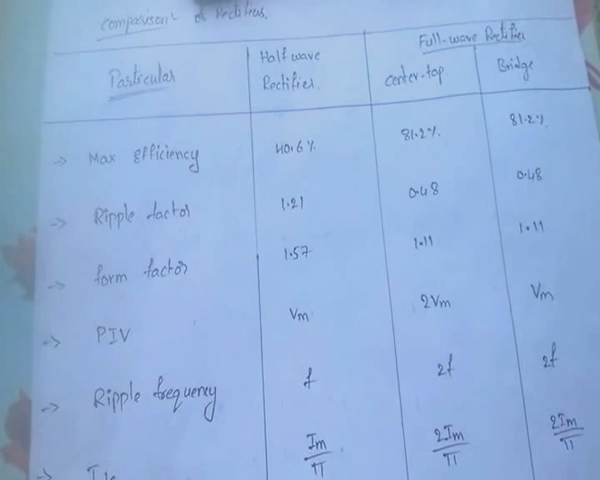 Comparison of Rectifiers.
Particular Half wave Rectifier. Full-wave Rectifier
center-tap. Bridge
-> Max efficiency 40.6% 81.2% 81.2%
-> Ripple factor 1.21 0.48 0.48
-> form factor 1.57 1.11 1.11
-> PIV Vm 2Vm Vm
-> Ripple frequency f 2f 2f
-> Im/π 2Im/π 2Im/π